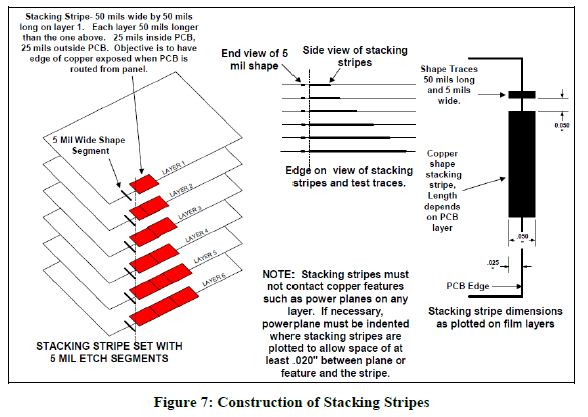 Stacking Stripe- 50 mils wide by 50 mils
long on layer 1. Each layer 50 mils longer
than the one above. 25 mils inside PCB,
25 mils outside PCB. Objective is to have
edge of copper exposed when PCB is
routed from panel.
5 Mil Wide Shape
Segment
LAYER 1
LAYER 2
LAYER 3
LAYER 4
LAYER 5
LAYER 6
STACKING STRIPE SET WITH
5 MIL ETCH SEGMENTS
End view of 5
mil shape
Side view of stacking
stripes
Edge on view of stacking
stripes and test traces.
NOTE: Stacking stripes must
not contact copper features
such as power planes on any
layer. If necessary,
powerplane must be indented
where stacking stripes are
plotted to allow space of at
least .020" between plane or
feature and the stripe.
Shape Traces
50 mils long
and 5 mils
wide.
0.050
Copper
shape
stacking
stripe,
Length
depends
on PCB
layer
.050
.025
PCB Edge
Stacking stripe dimensions
as plotted on film layers
Figure 7: Construction of Stacking Stripes